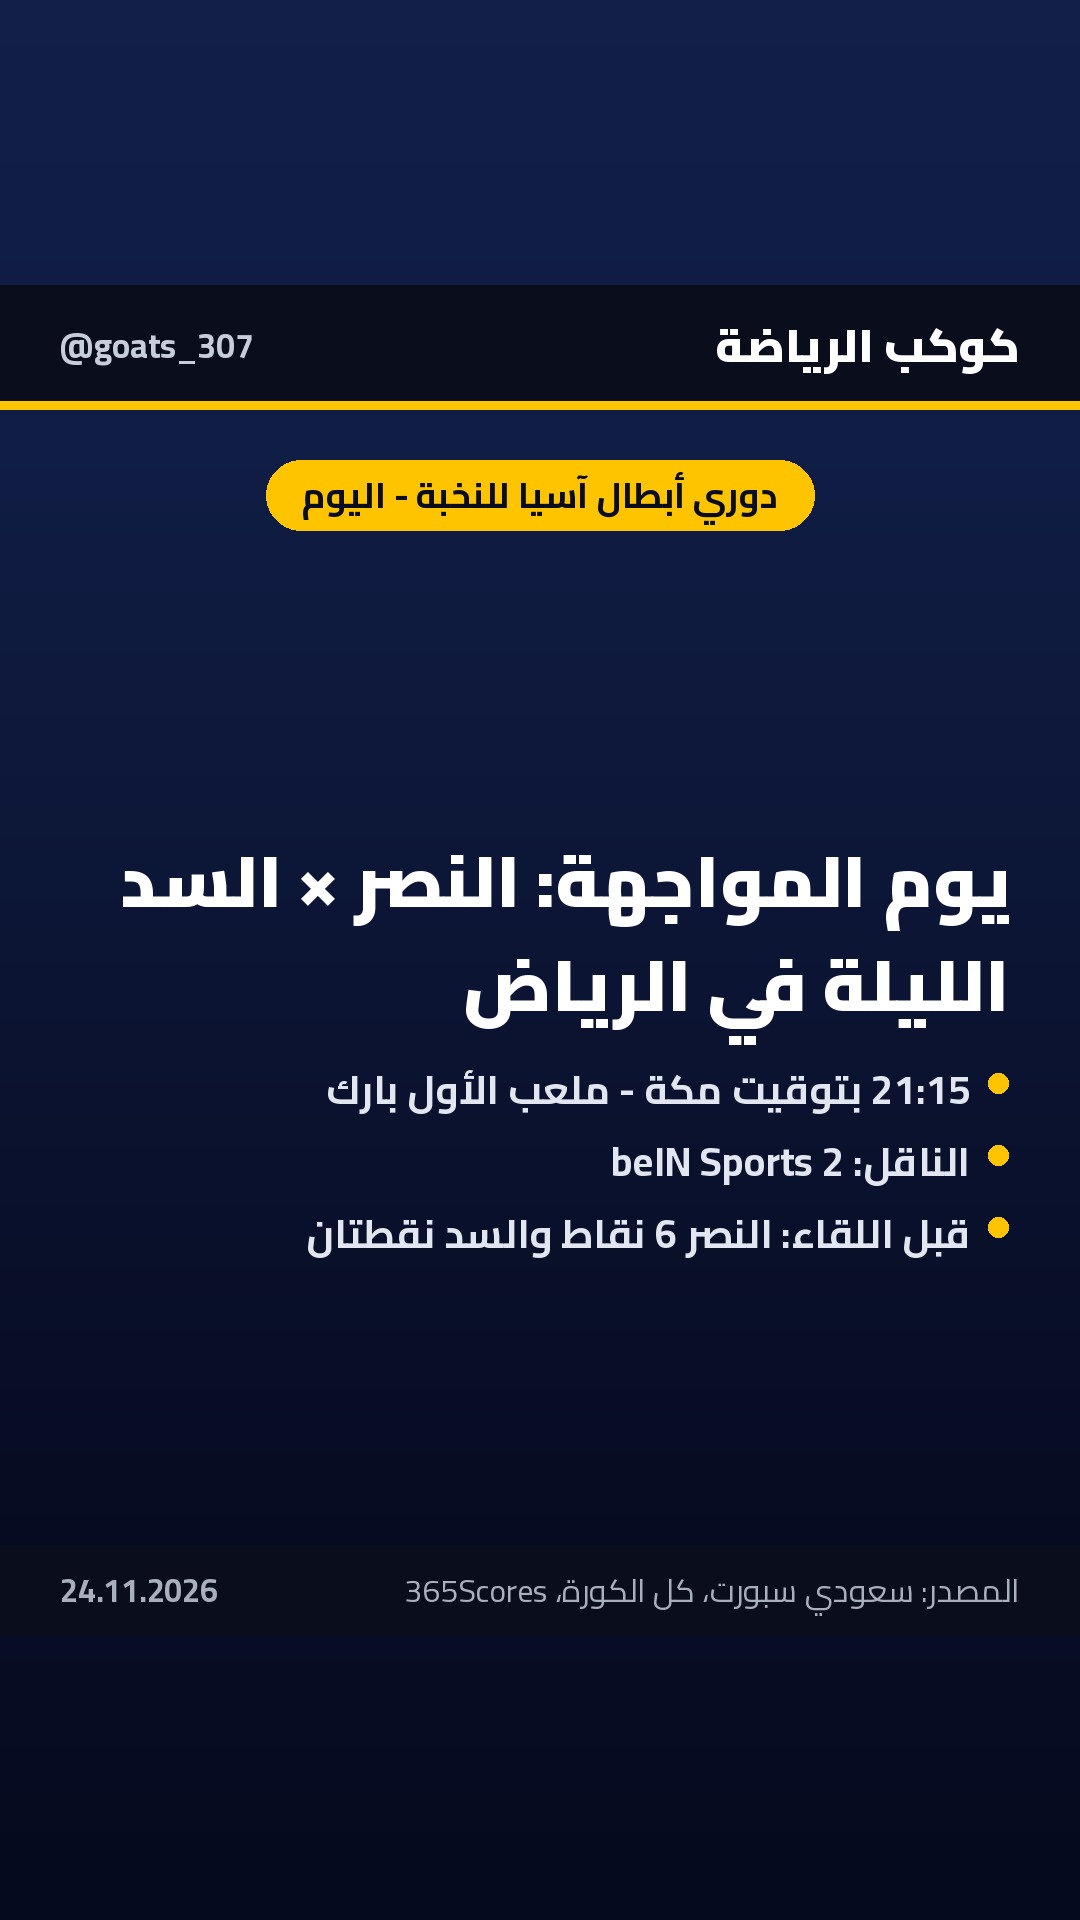 كوكب الرياضة
@goats_307
دوري أبطال آسيا للنخبة - اليوم
يوم المواجهة: النصر × السد
الليلة في الرياض
21:15 بتوقيت مكة - ملعب الأول بارك
الناقل: beIN Sports 2
قبل اللقاء: النصر 6 نقاط والسد نقطتان
المصدر: سعودي سبورت، كل الكورة، 365Scores
24.11.2026